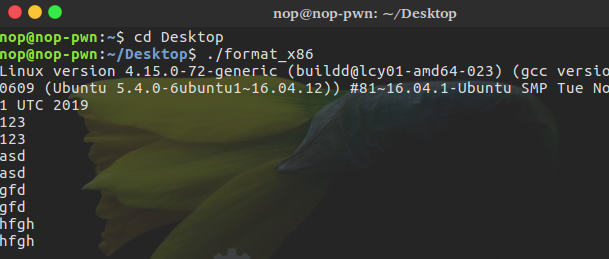 nop@nop-pwn: ~/Desktop
nop@nop-pwn:~$ cd Desktop
nop@nop-pwn:~/Desktop$ ./format_x86
Linux version 4.15.0-72-generic (buildd@lcy01-amd64-023) (gcc versio
0609 (Ubuntu 5.4.0-6ubuntu1~16.04.12)) #81~16.04.1-Ubuntu SMP Tue No
1 UTC 2019
123
123
asd
asd
gfd
gfd
hfgh
hfgh